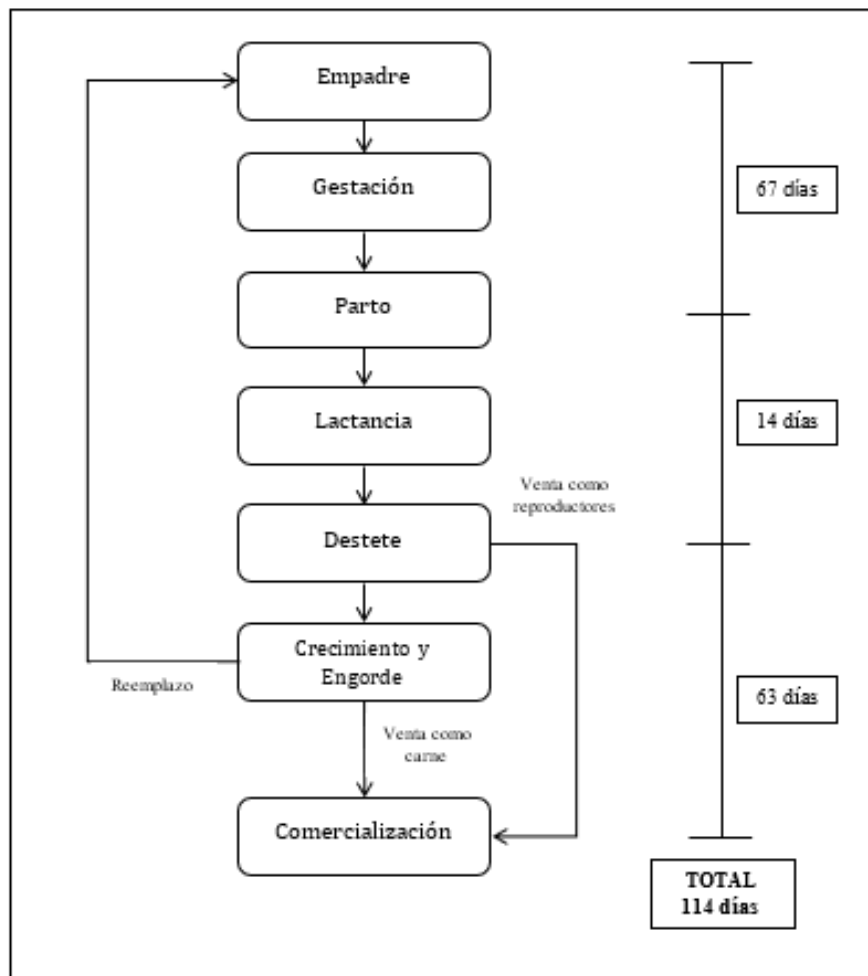 Empadre
Gestación
67 días
Parto
Lactancia
14 días
Venta como
reproductores
Destete
Crecimiento y
Engorde
Reemplazo
63 días
Venta como
carne
Comercialización
TOTAL
114 días